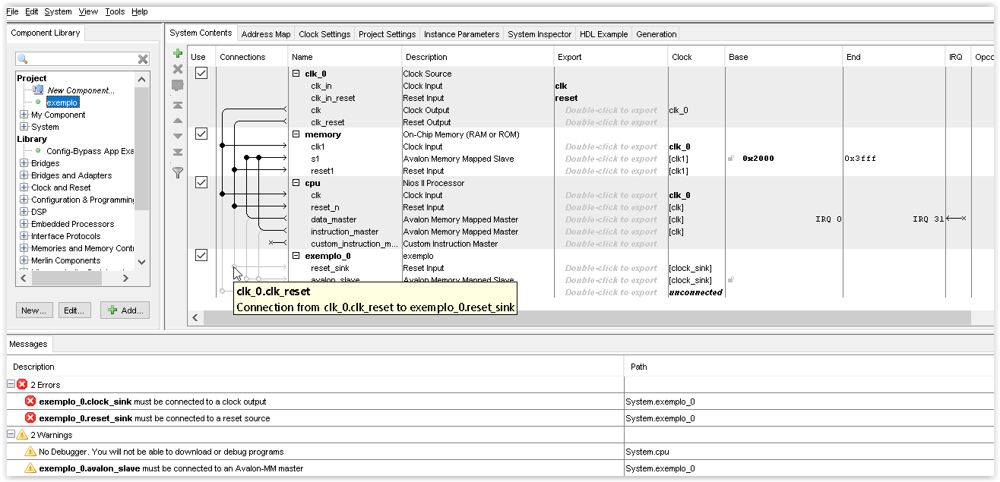 File Edit System View Tools Help
Component Library
Project
New Component...
exemplo
My Component
System
Library
Config-Bypass App Exa
Bridges
Bridges and Adapters
Clock and Reset
Configuration & Programming
DSP
Embedded Processors
Interface Protocols
Memories and Memory Contr
Merlin Components
New... Edit... Add...
System Contents Address Map Clock Settings Project Settings Instance Parameters System Inspector HDL Example Generation
Use Connections Name Description Export Clock Base End IRQ Opco
clk_0 Clock Source
clk_in Clock Input clk
clk_in_reset Reset Input reset
clk Clock Output Double-click to export clk_0
clk_reset Reset Output Double-click to export
memory On-Chip Memory (RAM or ROM)
clk1 Clock Input Double-click to export clk_0
s1 Avalon Memory Mapped Slave Double-click to export [clk1] 0x2000 0x3fff
reset1 Reset Input Double-click to export [clk1]
cpu Nios II Processor
clk Clock Input Double-click to export clk_0
reset_n Reset Input Double-click to export [clk]
data_master Avalon Memory Mapped Master Double-click to export [clk] IRQ 0 IRQ 31
instruction_master Avalon Memory Mapped Master Double-click to export [clk]
custom_instruction_m... Custom Instruction Master Double-click to export
exemplo_0 exemplo
reset_sink Reset Input Double-click to export [clock_sink]
avalon_slave Avalon Memory Mapped Slave Double-click to export [clock_sink]
Double-click to export unconnected
clk_0.clk_reset
Connection from clk_0.clk_reset to exemplo_0.reset_sink
Messages
Description Path
2 Errors
exemplo_0.clock_sink must be connected to a clock output System.exemplo_0
exemplo_0.reset_sink must be connected to a reset source System.exemplo_0
2 Warnings
No Debugger. You will not be able to download or debug programs System.cpu
exemplo_0.avalon_slave must be connected to an Avalon-MM master System.exemplo_0